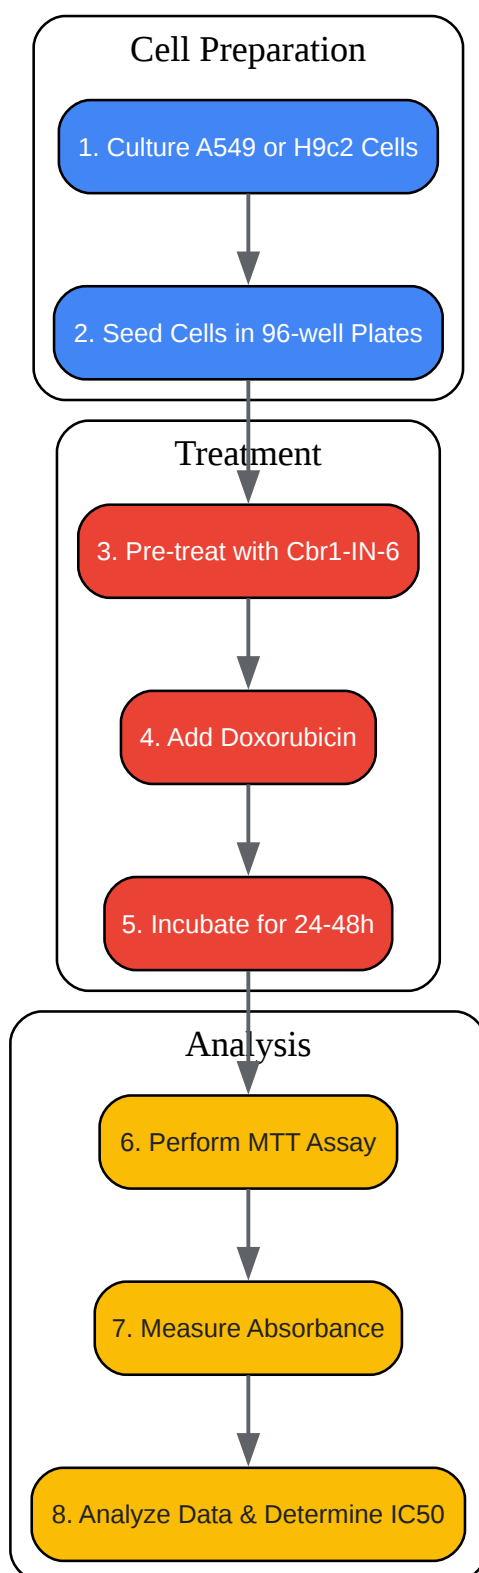 Cell Preparation
1. Culture A549 or H9c2 Cells
2. Seed Cells in 96-well Plates
Treatment
3. Pre-treat with Cbr1-IN-6
4. Add Doxorubicin
5. Incubate for 24-48h
Analysis
6. Perform MTT Assay
7. Measure Absorbance
8. Analyze Data & Determine IC50